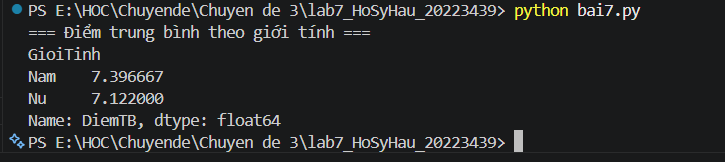 PS E:\HOC\Chuyende\Chuyen de 3\lab7_HoSyHau_20223439> python bai7.py
=== Điểm trung bình theo giới tính ===
GioiTinh
Nam    7.396667
Nu     7.122000
Name: DiemTB, dtype: float64
PS E:\HOC\Chuyende\Chuyen de 3\lab7_HoSyHau_20223439>